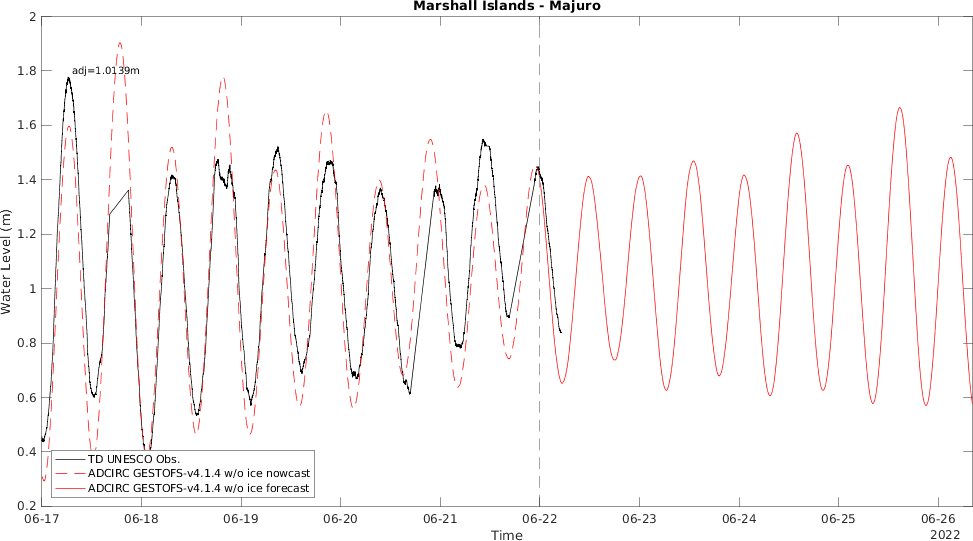 Marshall Islands - Majuro
adj=1.0139m
Water Level (m)
2
1.8
1.6
1.4
1.2
1
0.8
0.6
0.4
0.2
TD UNESCO Obs.
ADCIRC GESTOFS-v4.1.4 w/o ice nowcast
ADCIRC GESTOFS-v4.1.4 w/o ice forecast
06-17 06-18 06-19 06-20 06-21 06-22 06-23 06-24 06-25 06-26
Time 2022